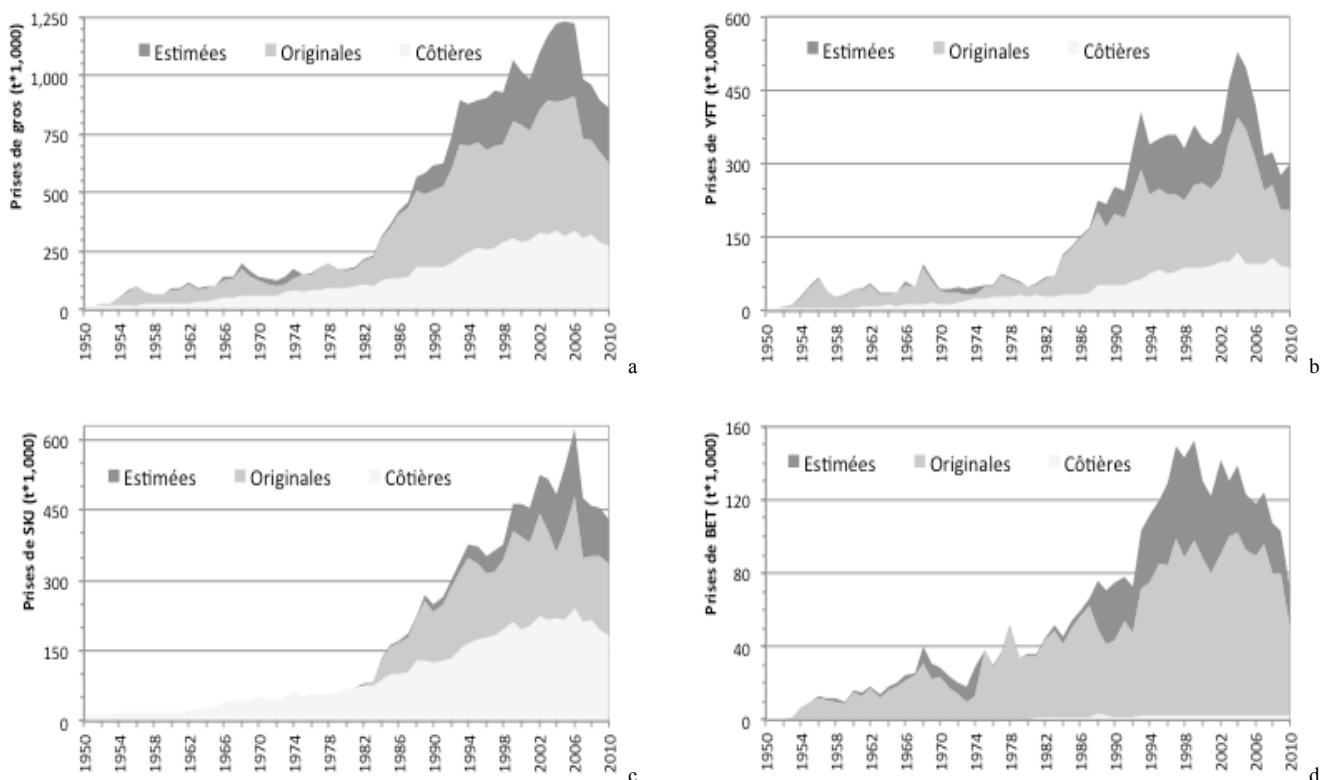 Prises de gros (t*1,000)
1,250
1,000
750
500
250
0
Estimées Originales Côtières
1950 1954 1958 1962 1966 1970 1974 1978 1982 1986 1990 1994 1998 2002 2006 2010
a
Prises de YFT (t*1,000)
600
450
300
150
0
Estimées Originales Côtières
1950 1954 1958 1962 1966 1970 1974 1978 1982 1986 1990 1994 1998 2002 2006 2010
b
Prises de SKJ (t*1,000)
600
450
300
150
0
Estimées Originales Côtières
1950 1954 1958 1962 1966 1970 1974 1978 1982 1986 1990 1994 1998 2002 2006 2010
c
Prises de BET (t*1,000)
160
120
80
40
0
Estimées Originales Côtières
1950 1954 1958 1962 1966 1970 1974 1978 1982 1986 1990 1994 1998 2002 2006 2010
d